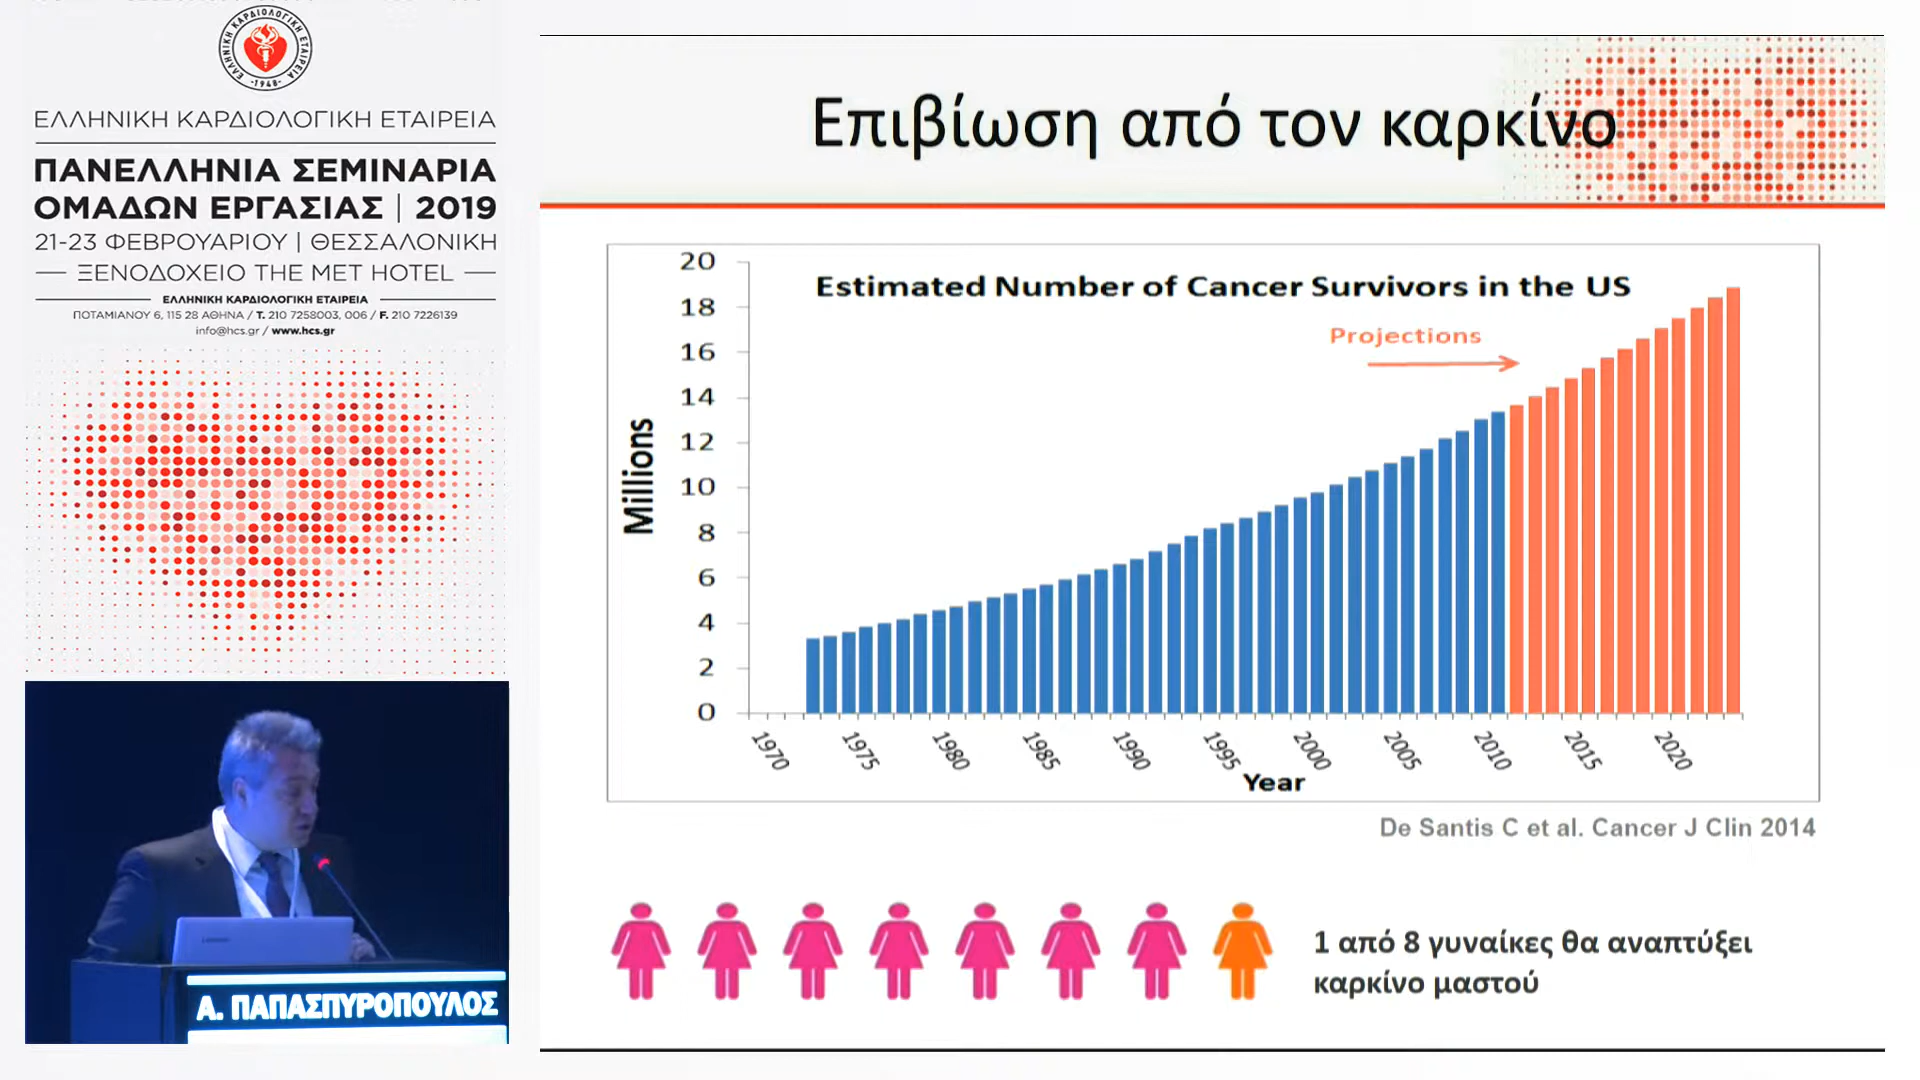 ΕΛΛΗΝΙΚΗ ΚΑΡΔΙΟΛΟΓΙΚΗ ΕΤΑΙΡΕΙΑ
-1948-
ΕΛΛΗΝΙΚΗ ΚΑΡΔΙΟΛΟΓΙΚΗ ΕΤΑΙΡΕΙΑ
ΠΑΝΕΛΛΗΝΙΑ ΣΕΜΙΝΑΡΙΑ
ΟΜΑΔΩΝ ΕΡΓΑΣΙΑΣ | 2019
21-23 ΦΕΒΡΟΥΑΡΙΟΥ | ΘΕΣΣΑΛΟΝΙΚΗ
ΞΕΝΟΔΟΧΕΙΟ THE MET HOTEL
ΕΛΛΗΝΙΚΗ ΚΑΡΔΙΟΛΟΓΙΚΗ ΕΤΑΙΡΕΙΑ
ΠΟΤΑΜΙΑΝΟΥ 6, 115 28 ΑΘΗΝΑ / Τ. 210 7258003, 006 / F. 210 7226139
info@hcs.gr / www.hcs.gr
Α. ΠΑΠΑΣΠΥΡΟΠΟΥΛΟΣ
Επιβίωση από τον καρκίνο
Estimated Number of Cancer Survivors in the US
Projections
Millions
20
18
16
14
12
10
8
6
4
2
0
1970 1975 1980 1985 1990 1995 2000 2005 2010 2015 2020
Year
De Santis C et al. Cancer J Clin 2014
1 από 8 γυναίκες θα αναπτύξει
καρκίνο μαστού